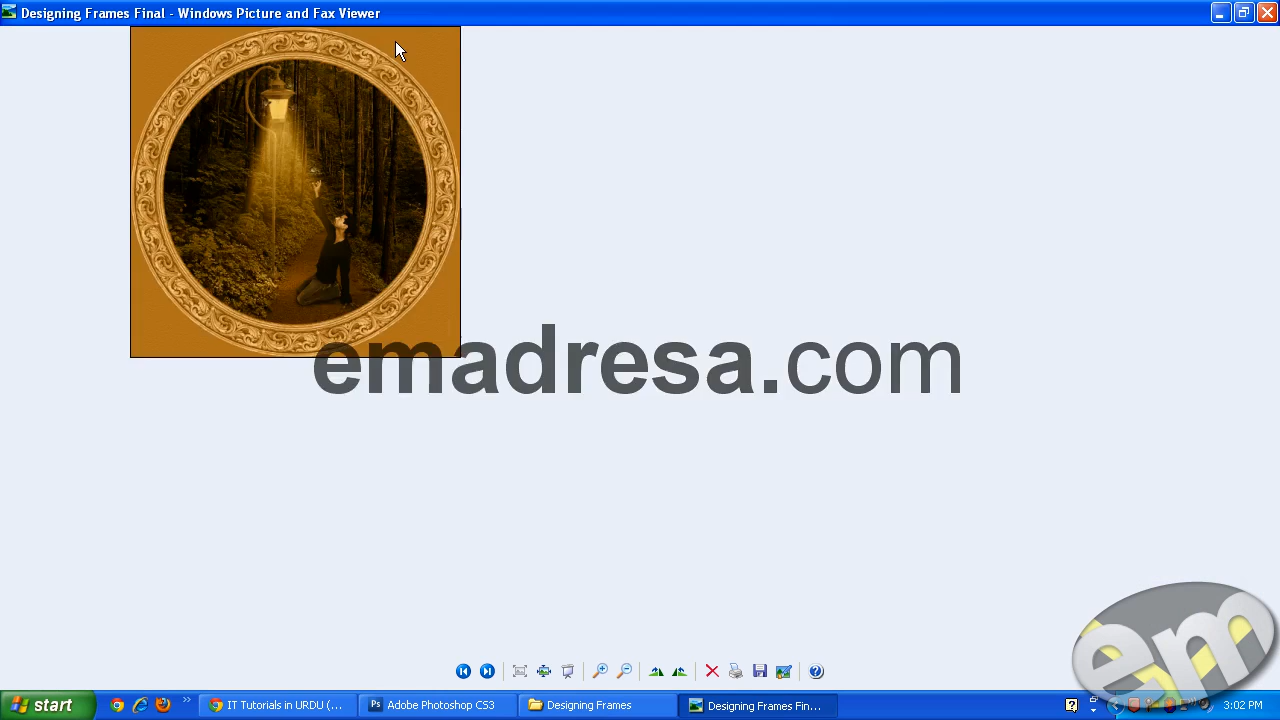 Designing Frames Final - Windows Picture and Fax Viewer
emadresa.com
em
start
IT Tutorials in URDU (...
Adobe Photoshop CS3
Designing Frames
Designing Frames Fin...
3:02 PM